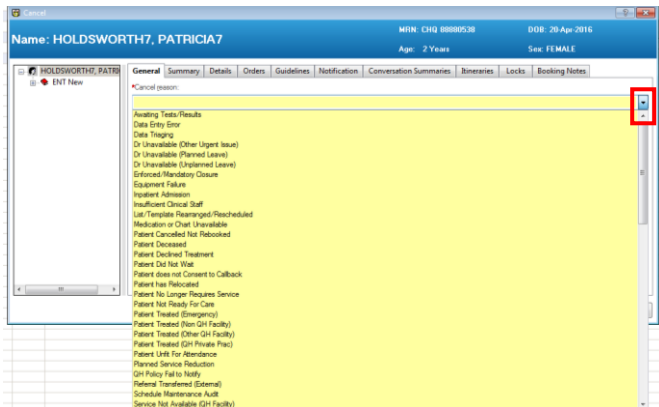 Cancel
Name: HOLDSWORTH7, PATRICIA7
MRN: CHQ 88880538
DOB: 20-Apr-2016
Age: 2 Years
Sex: FEMALE
HOLDSWORTH7, PATRI
ENT New
General Summary Details Orders Guidelines Notification Conversation Summaries Itineraries Locks Booking Notes
*Cancel reason:
Awaiting Tests/Results
Data Entry Error
Data Triaging
Dr Unavailable (Other Urgent Issue)
Dr Unavailable (Planned Leave)
Dr Unavailable (Unplanned Leave)
Enforced/Mandatory Closure
Equipment Failure
Inpatient Admission
Insufficient Clinical Staff
List/Template Rearranged/Rescheduled
Medication or Chart Unavailable
Patient Cancelled Not Rebooked
Patient Deceased
Patient Declined Treatment
Patient Did Not Wait
Patient does not Consent to Callback
Patient has Relocated
Patient No Longer Requires Service
Patient Not Ready For Care
Patient Treated (Emergency)
Patient Treated (Non QH Facility)
Patient Treated (Other QH Facility)
Patient Treated (QH Private Prac)
Patient Unfit For Attendance
Planned Service Reduction
QH Policy Fail to Notify
Referral Transferred (External)
Schedule Maintenance Audit
Service Not Available (QH Facility)